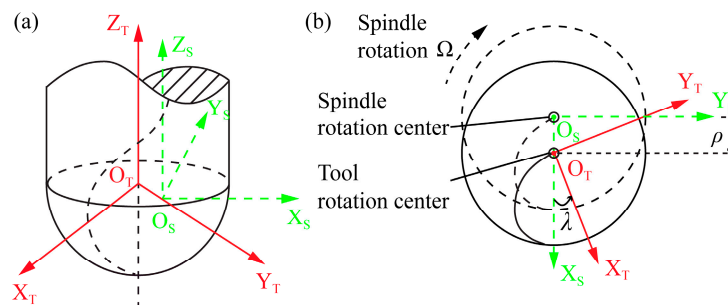 (a)
Z_T
Z_S
Y_S
O_T
O_S
X_S
X_T
Y_T
(b)
Spindle
rotation Ω
Spindle
rotation center
Tool
rotation center
Y_T
Y
O_S
ρ
O_T
λ
X_S
X_T